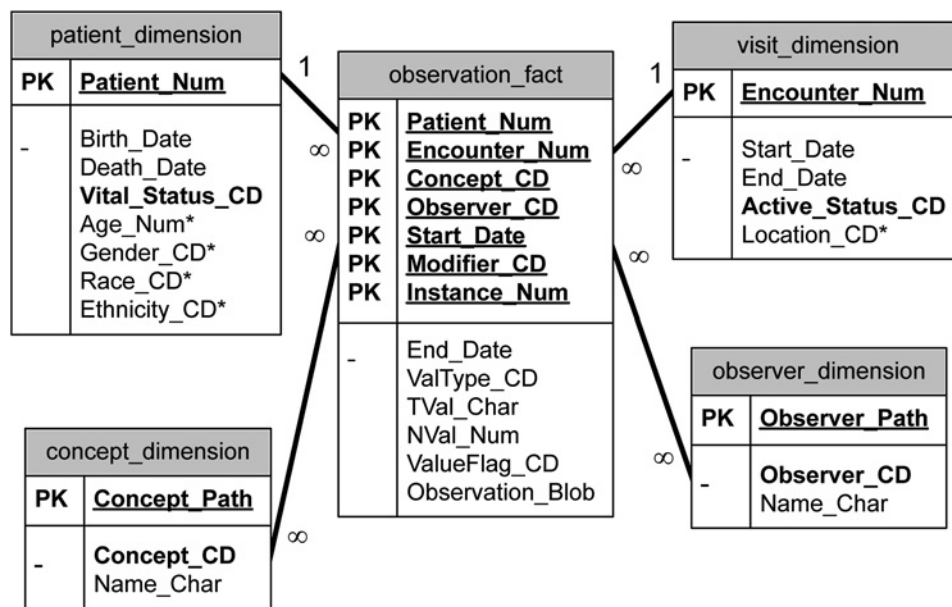 patient_dimension
PK Patient_Num
- Birth_Date
Death_Date
Vital_Status_CD
Age_Num*
Gender_CD*
Race_CD*
Ethnicity_CD*
1
∞
observation_fact
PK Patient_Num
PK Encounter_Num
PK Concept_CD
PK Observer_CD
PK Start_Date
PK Modifier_CD
PK Instance_Num
- End_Date
ValType_CD
TVal_Char
NVal_Num
ValueFlag_CD
Observation_Blob
1
∞
visit_dimension
PK Encounter_Num
- Start_Date
End_Date
Active_Status_CD
Location_CD*
∞
∞
concept_dimension
PK Concept_Path
- Concept_CD
Name_Char
∞
∞
observer_dimension
PK Observer_Path
- Observer_CD
Name_Char